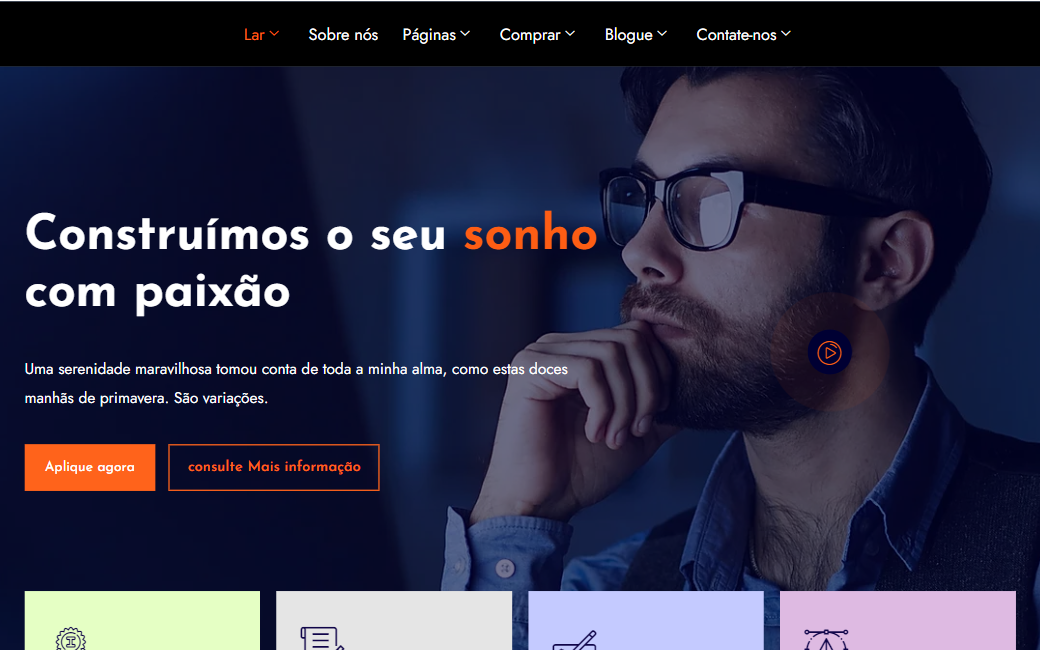 Lar Sobre nós Páginas Comprar Blogue Contate-nos
Construímos o seu sonho
com paixão
Uma serenidade maravilhosa tomou conta de toda a minha alma, como estas doces
manhãs de primavera. São variações.
Aplique agora consulte Mais informação